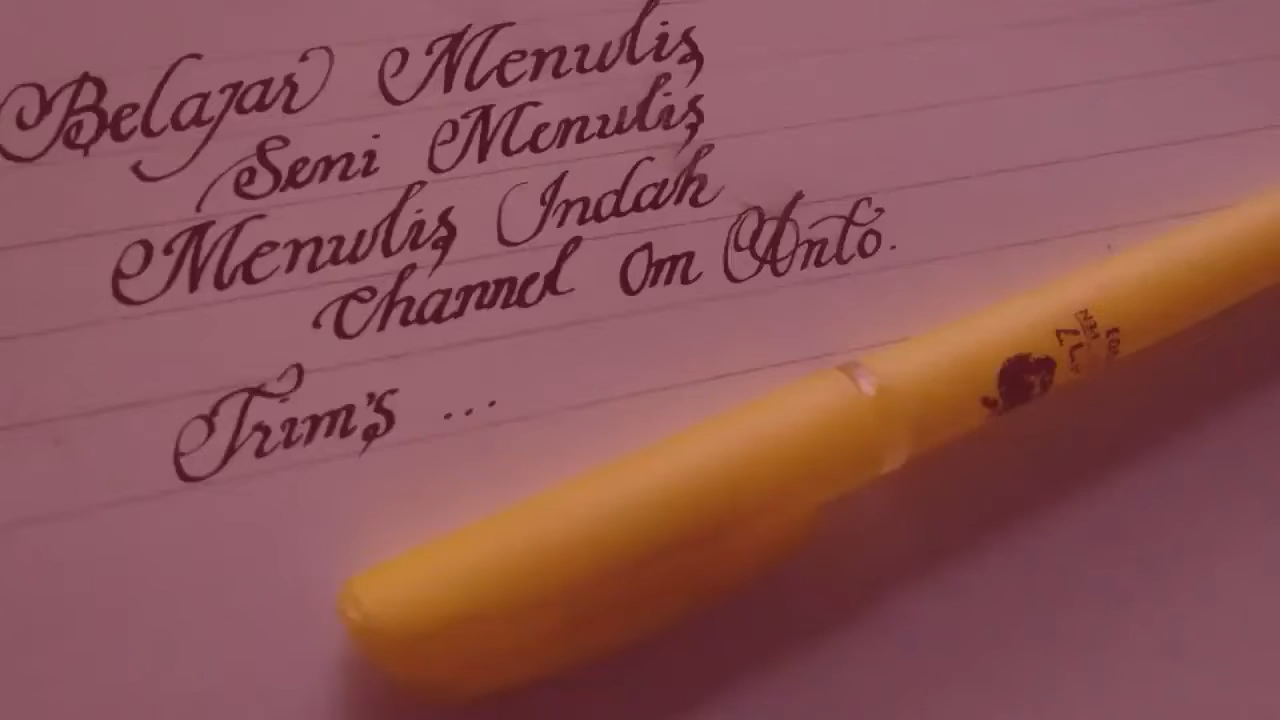 Belajar Menulis
Seni Menulis
Menulis Indah
Channel Om Anto.
Trim's ...